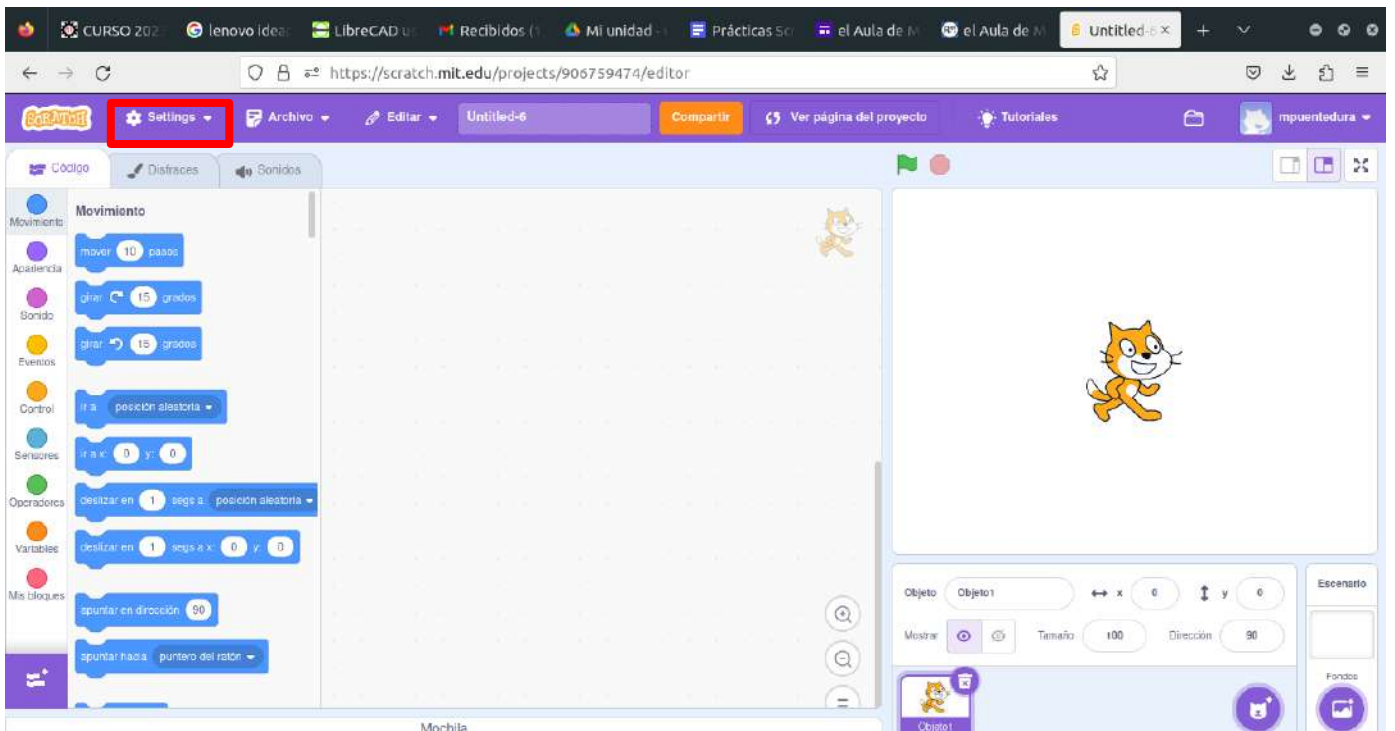 CURSO 202
lenovo idea
LibreCAD u
Recibidos (1
Mi unidad -
Prácticas Scr
el Aula de M
el Aula de M
Untitled-6
https://scratch.mit.edu/projects/906759474/editor
SCRATCH
Settings
Archivo
Editar
Untitled-6
Compartir
Ver página del proyecto
Tutoriales
mpuentedura
Código
Disfraces
Sonidos
Movimiento
Apariencia
Sonido
Eventos
Control
Sensores
Operadores
Variables
Mis bloques
Movimiento
mover 10 pasos
girar 15 grados
girar 15 grados
ir a posición aleatoria
ir a x: 0 y: 0
deslizar en 1 segs a posición aleatoria
deslizar en 1 segs a x: 0 y: 0
apuntar en dirección 90
apuntar hacia puntero del ratón
Mochila
Objeto Objeto1 x 0 y 0
Mostrar Tamaño 100 Dirección 90
Objeto1
Escenario
Fondos